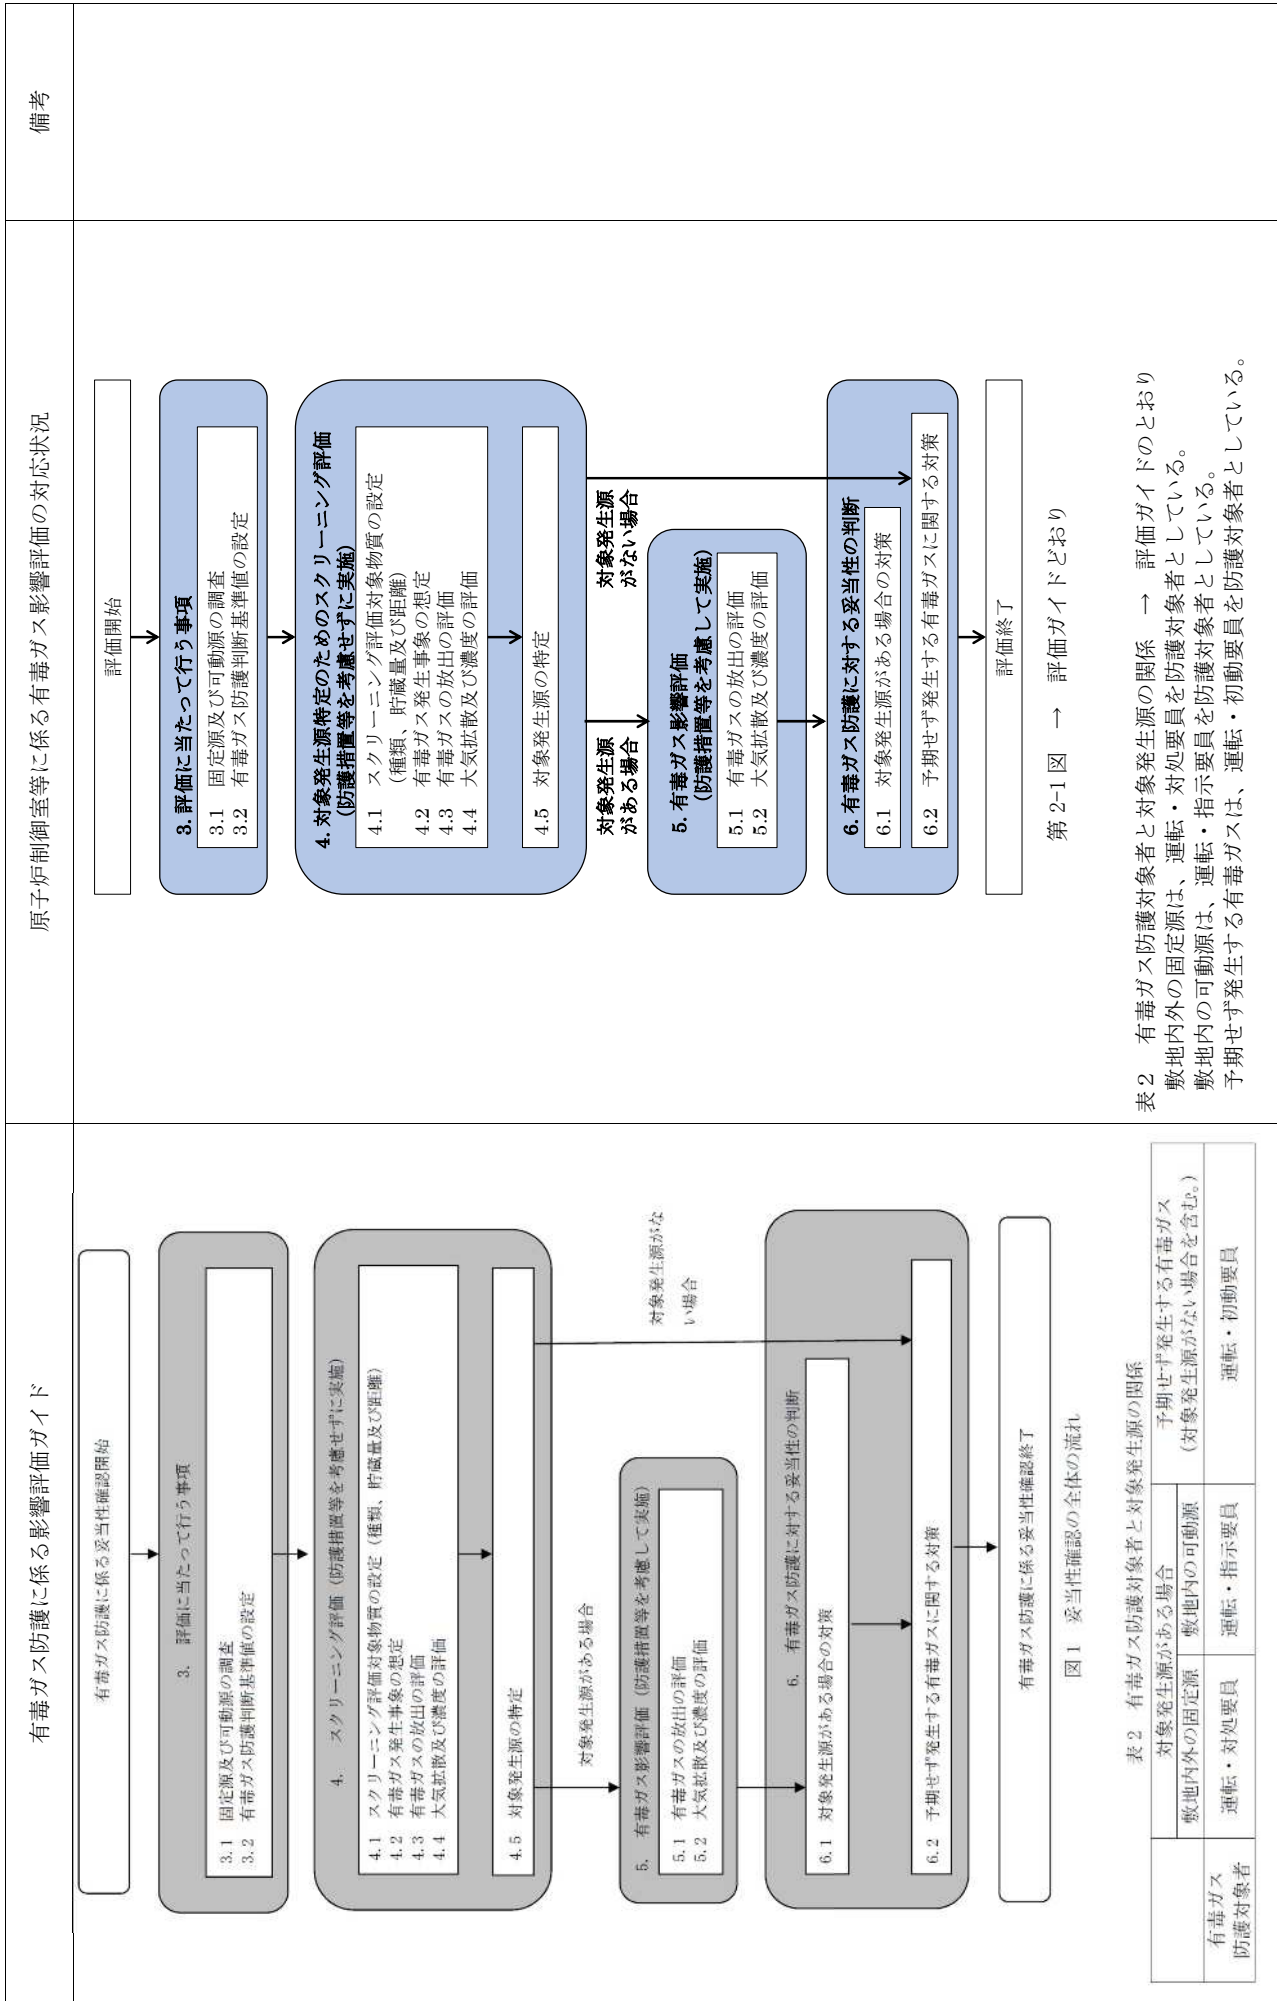 有毒ガス防護に係る影響評価ガイド
原子炉制御室等に係る有毒ガス影響評価の対応状況
備考
有毒ガス防護に係る妥当性確認開始
3. 評価に当たって行う事項
3.1 固定源及び可動源の調査
3.2 有毒ガス防護判断基準値の設定
4. スクリーニング評価（防護措置等を考慮せずに実施）
4.1 スクリーニング評価対象物質の設定（種類、貯蔵量及び距離）
4.2 有毒ガス発生事象の想定
4.3 有毒ガスの放出の評価
4.4 大気拡散及び濃度の評価
4.5 対象発生源の特定
対象発生源がある場合
対象発生源がな
い場合
5. 有毒ガス影響評価（防護措置等を考慮して実施）
5.1 有毒ガスの放出の評価
5.2 大気拡散及び濃度の評価
6. 有毒ガス防護に対する妥当性の判断
6.1 対象発生源がある場合の対策
6.2 予期せず発生する有毒ガスに関する対策
有毒ガス防護に係る妥当性確認終了
図1 妥当性確認の全体の流れ
表2 有毒ガス防護対象者と対象発生源の関係
対象発生源がある場合
予期せず発生する有毒ガス
（対象発生源がない場合を含む。）
敷地内外の固定源
敷地内の可動源
有毒ガス
防護対象者
運転・対処要員
運転・指示要員
運転・初動要員
評価開始
3. 評価に当たって行う事項
3.1 固定源及び可動源の調査
3.2 有毒ガス防護判断基準値の設定
4. 対象発生源特定のためのスクリーニング評価
(防護措置等を考慮せずに実施)
4.1 スクリーニング評価対象物質の設定
（種類、貯蔵量及び距離）
4.2 有毒ガス発生事象の想定
4.3 有毒ガスの放出の評価
4.4 大気拡散及び濃度の評価
4.5 対象発生源の特定
対象発生源
がある場合
対象発生源
がない場合
5. 有毒ガス影響評価
(防護措置等を考慮して実施)
5.1 有毒ガスの放出の評価
5.2 大気拡散及び濃度の評価
6. 有毒ガス防護に対する妥当性の判断
6.1 対象発生源がある場合の対策
6.2 予期せず発生する有毒ガスに関する対策
評価終了
第2-1図 → 評価ガイドどおり
表2 有毒ガス防護対象者と対象発生源の関係 → 評価ガイドのとおり
敷地内外の固定源は、運転・対処要員を防護対象者としている。
敷地内の可動源は、運転・指示要員を防護対象者としている。
予期せず発生する有毒ガスは、運転・初動要員を防護対象者としている。